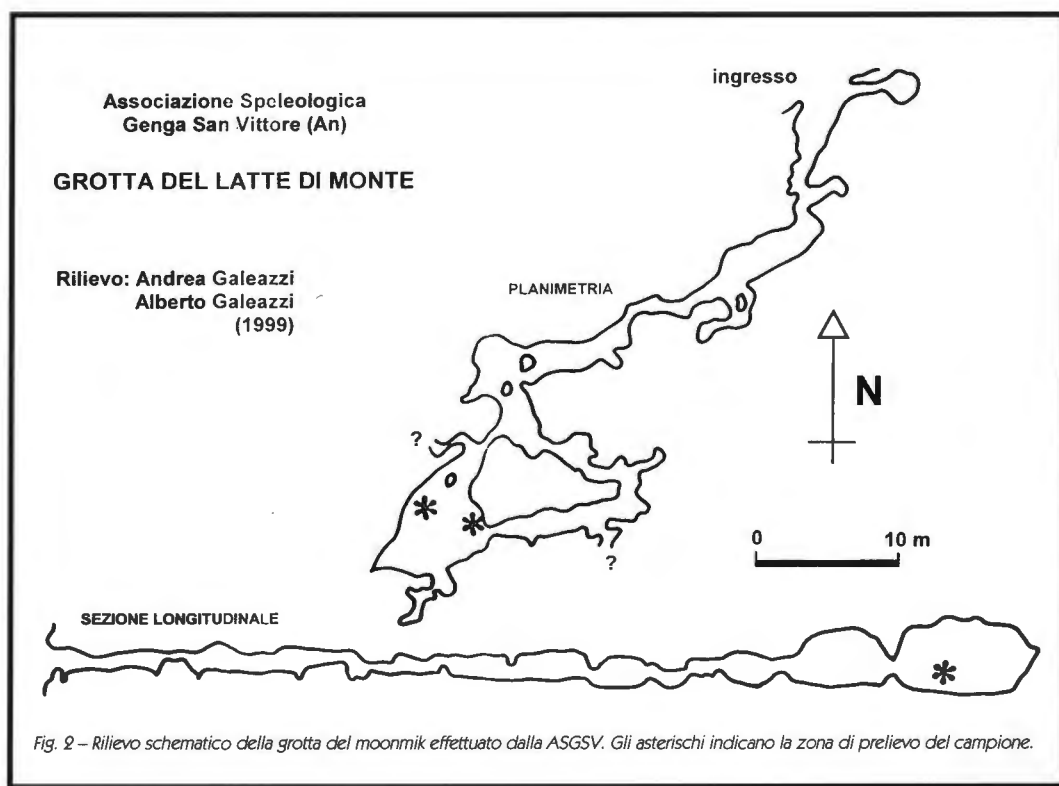 Associazione Speleologica
Genga San Vittore (An)
GROTTA DEL LATTE DI MONTE
Rilievo: Andrea Galeazzi
Alberto Galeazzi
(1999)
ingresso
PLANIMETRIA
N
?
?
0 10 m
SEZIONE LONGITUDINALE
Fig. 2 – Rilievo schematico della grotta del moonmik effettuato dalla ASGSV. Gli asterischi indicano la zona di prelievo del campione.